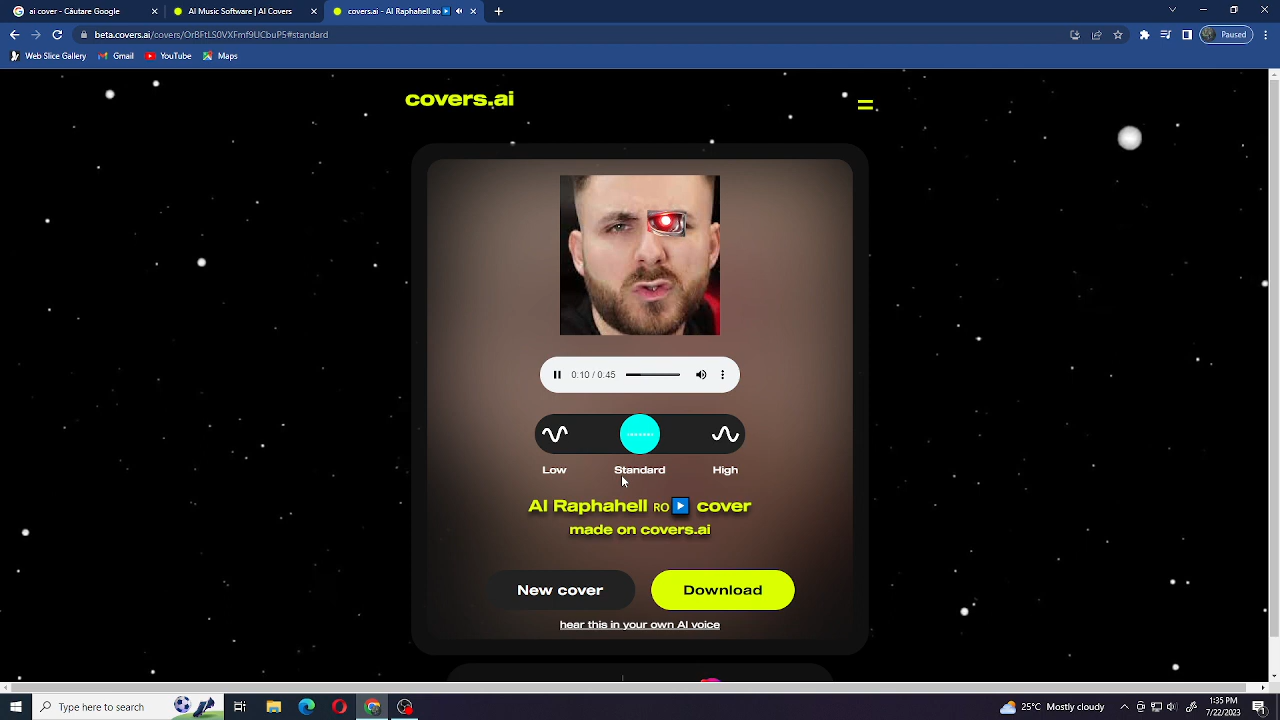 ai cover - Căutare Google
AI Music Software | AI Covers
covers.ai - AI Raphahell RO
beta.covers.ai/covers/OtBftLS0VXFmf9UlCbuP5#standard
Paused
Web Slice Gallery
Gmail
YouTube
Maps
covers.ai
0:10 / 0:45
Low
Standard
High
AI Raphahell RO▶ cover
made on covers.ai
New cover
Download
hear this in your own AI voice
Type here to search
25°C Mostly cloudy
1:35 PM
7/22/2023